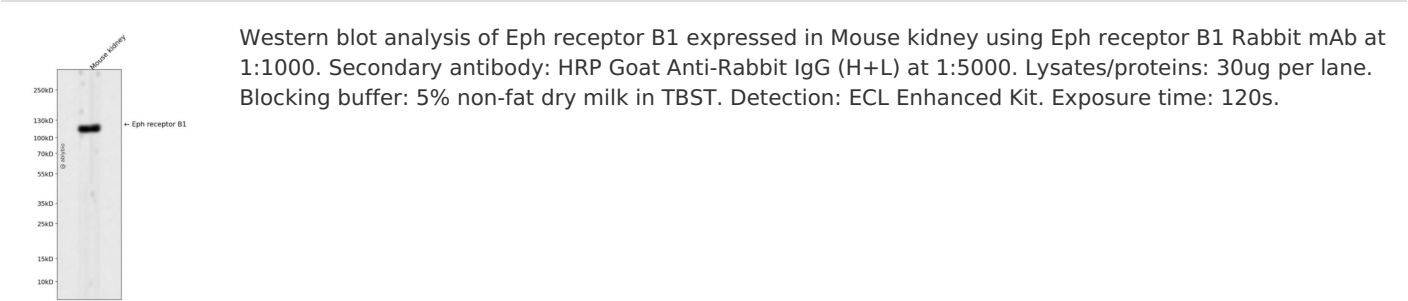 Mouse kidney
250kD
130kD
100kD
70kD
55kD
35kD
25kD
15kD
10kD
← Eph receptor B1
@ ablybio
Western blot analysis of Eph receptor B1 expressed in Mouse kidney using Eph receptor B1 Rabbit mAb at
1:1000. Secondary antibody: HRP Goat Anti-Rabbit IgG (H+L) at 1:5000. Lysates/proteins: 30ug per lane.
Blocking buffer: 5% non-fat dry milk in TBST. Detection: ECL Enhanced Kit. Exposure time: 120s.